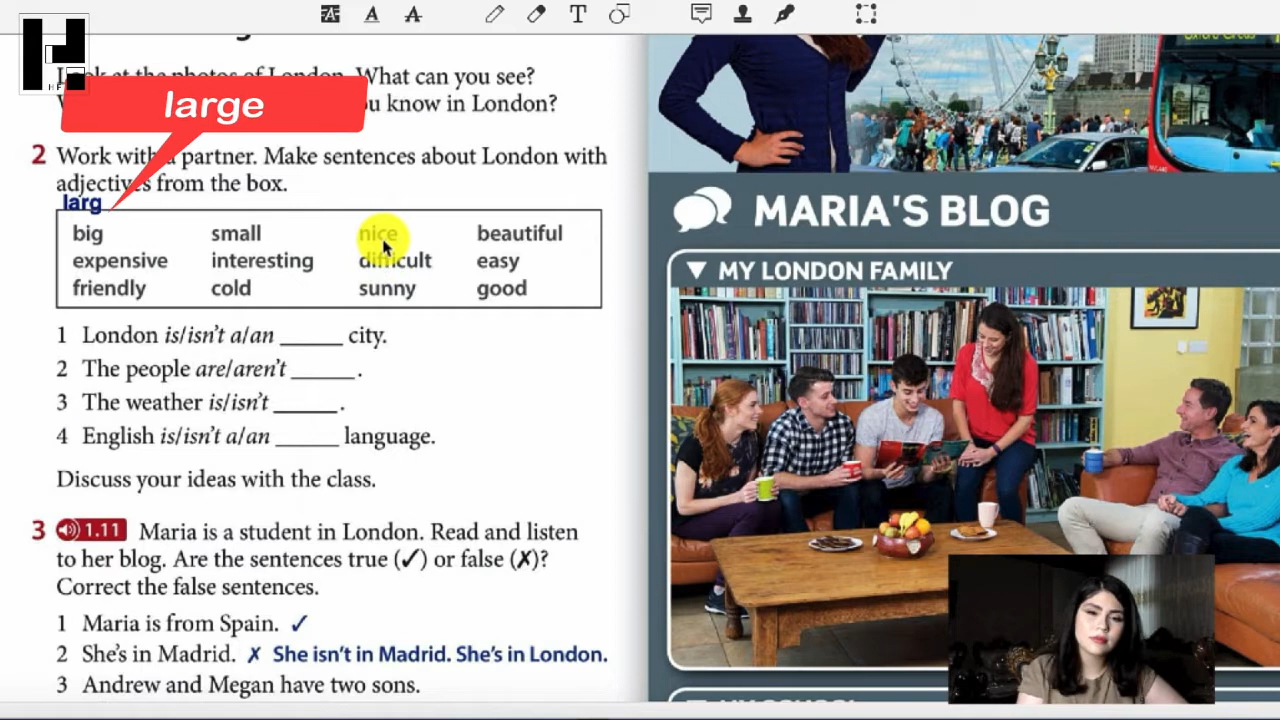 HF
large
Look at the photos of London. What can you see?
you know in London?
2 Work with a partner. Make sentences about London with
adjectives from the box.
larg
big small nice beautiful
expensive interesting difficult easy
friendly cold sunny good
1 London is/isn't a/an ______ city.
2 The people are/aren't ______ .
3 The weather is/isn't ______ .
4 English is/isn't a/an ______ language.
Discuss your ideas with the class.
3 1.11 Maria is a student in London. Read and listen
to her blog. Are the sentences true (✓) or false (✗)?
Correct the false sentences.
1 Maria is from Spain. ✓
2 She's in Madrid. ✗ She isn't in Madrid. She's in London.
3 Andrew and Megan have two sons.
Oxford Circus
MARIA'S BLOG
▼ MY LONDON FAMILY